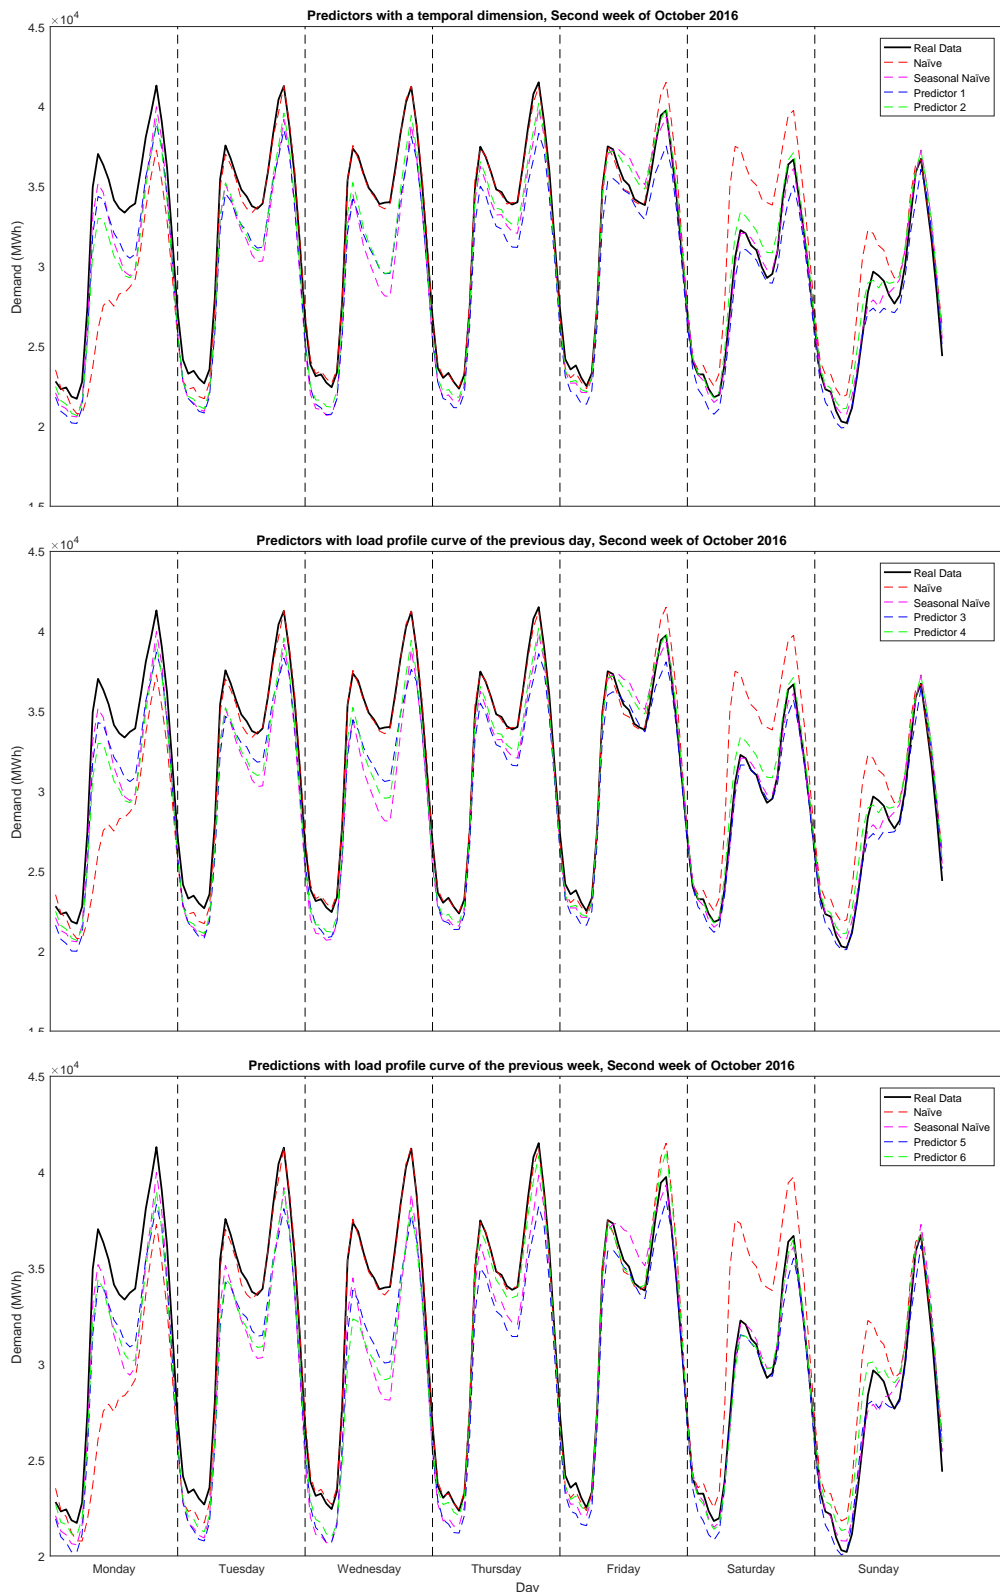 Predictors with a temporal dimension, Second week of October 2016
×10⁴
4.5
4
3.5
3
2.5
2
1.5
Demand (MWh)
Real Data
Naïve
Seasonal Naïve
Predictor 1
Predictor 2
Predictors with load profile curve of the previous day, Second week of October 2016
×10⁴
4.5
4
3.5
3
2.5
2
1.5
Demand (MWh)
Real Data
Naïve
Seasonal Naïve
Predictor 3
Predictor 4
Predictions with load profile curve of the previous week, Second week of October 2016
×10⁴
4.5
4
3.5
3
2.5
2
Demand (MWh)
Real Data
Naïve
Seasonal Naïve
Predictor 5
Predictor 6
Monday Tuesday Wednesday Thursday Friday Saturday Sunday
Day